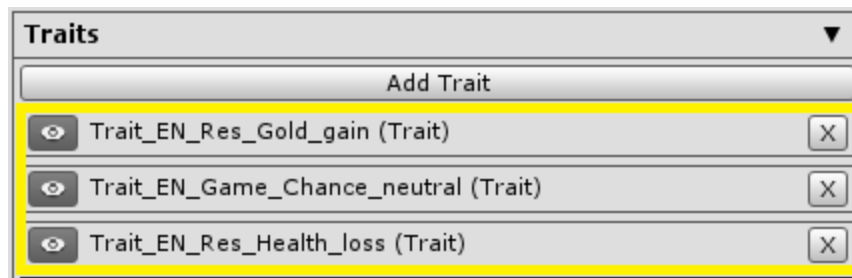 Traits
Add Trait
Trait_EN_Res_Gold_gain (Trait) X
Trait_EN_Game_Chance_neutral (Trait) X
Trait_EN_Res_Health_loss (Trait) X